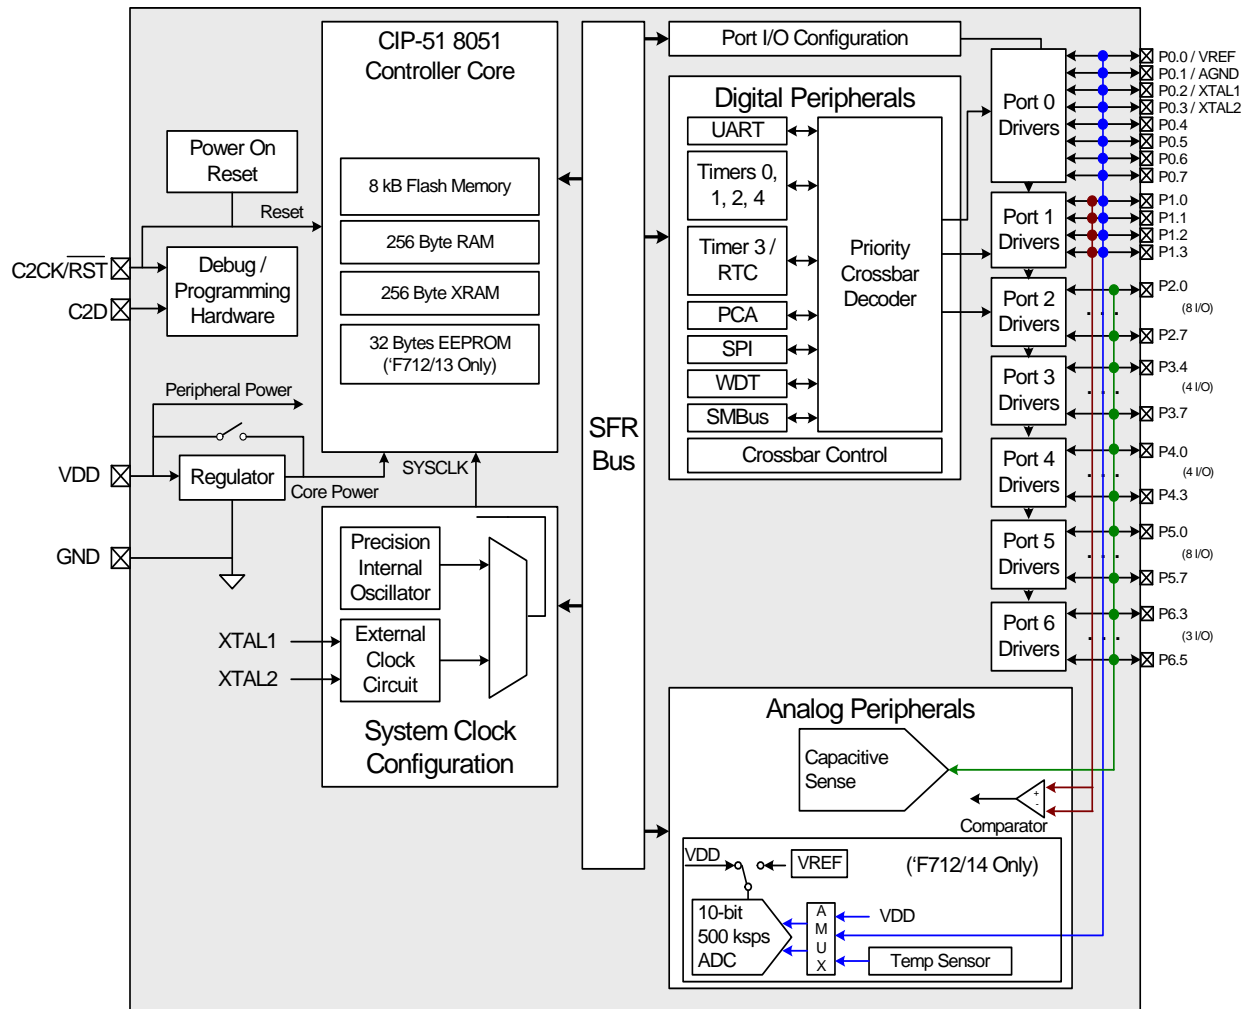 CIP-51 8051
Controller Core
8 kB Flash Memory
256 Byte RAM
256 Byte XRAM
32 Bytes EEPROM
(‘F712/13 Only)
Power On
Reset
Reset
C2CK/RST
C2D
Debug /
Programming
Hardware
Peripheral Power
VDD
Regulator
Core Power
GND
SYSCLK
Precision
Internal
Oscillator
XTAL1
XTAL2
External
Clock
Circuit
System Clock
Configuration
SFR
Bus
Port I/O Configuration
Digital Peripherals
UART
Timers 0,
1, 2, 4
Timer 3 /
RTC
PCA
SPI
WDT
SMBus
Priority
Crossbar
Decoder
Crossbar Control
Port 0
Drivers
Port 1
Drivers
Port 2
Drivers
Port 3
Drivers
Port 4
Drivers
Port 5
Drivers
Port 6
Drivers
P0.0 / VREF
P0.1 / AGND
P0.2 / XTAL1
P0.3 / XTAL2
P0.4
P0.5
P0.6
P0.7
P1.0
P1.1
P1.2
P1.3
P2.0
(8 I/O)
P2.7
P3.4
(4 I/O)
P3.7
P4.0
(4 I/O)
P4.3
P5.0
(8 I/O)
P5.7
P6.3
(3 I/O)
P6.5
Analog Peripherals
Capacitive
Sense
+
-
Comparator
VDD
VREF
(‘F712/14 Only)
10-bit
500 ksps
ADC
A
M
U
X
VDD
Temp Sensor